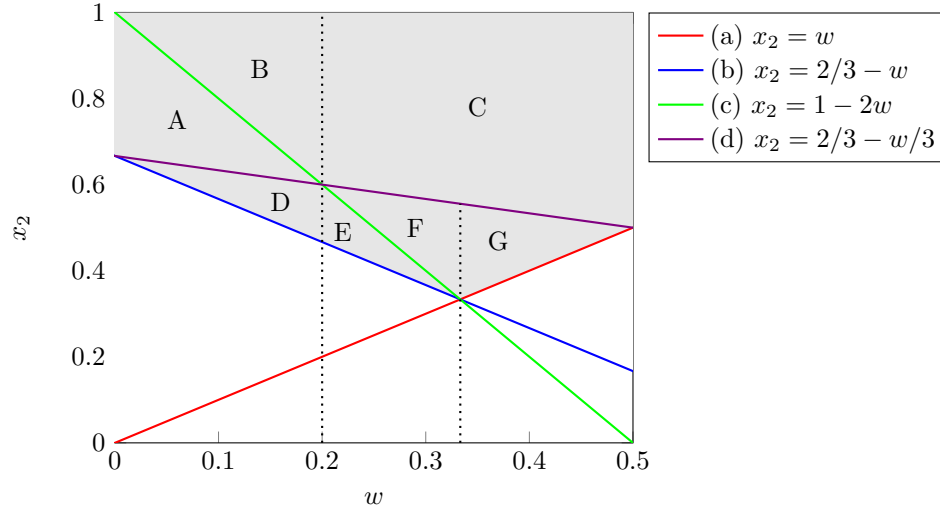 1
0.8
0.6
0.4
0.2
0
0
0.1
0.2
0.3
0.4
0.5
x₂
w
A
B
C
D
E
F
G
(a) x₂ = w
(b) x₂ = 2/3 − w
(c) x₂ = 1 − 2w
(d) x₂ = 2/3 − w/3